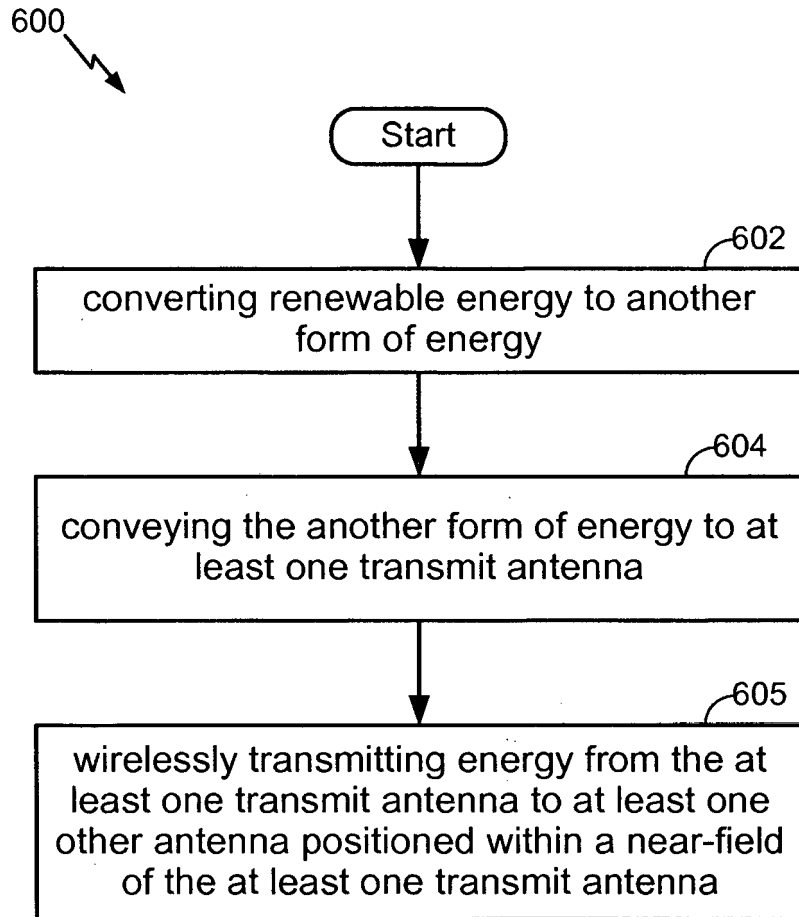 600
Start
602
converting renewable energy to another
form of energy
604
conveying the another form of energy to at
least one transmit antenna
605
wirelessly transmitting energy from the at
least one transmit antenna to at least one
other antenna positioned within a near-field
of the at least one transmit antenna